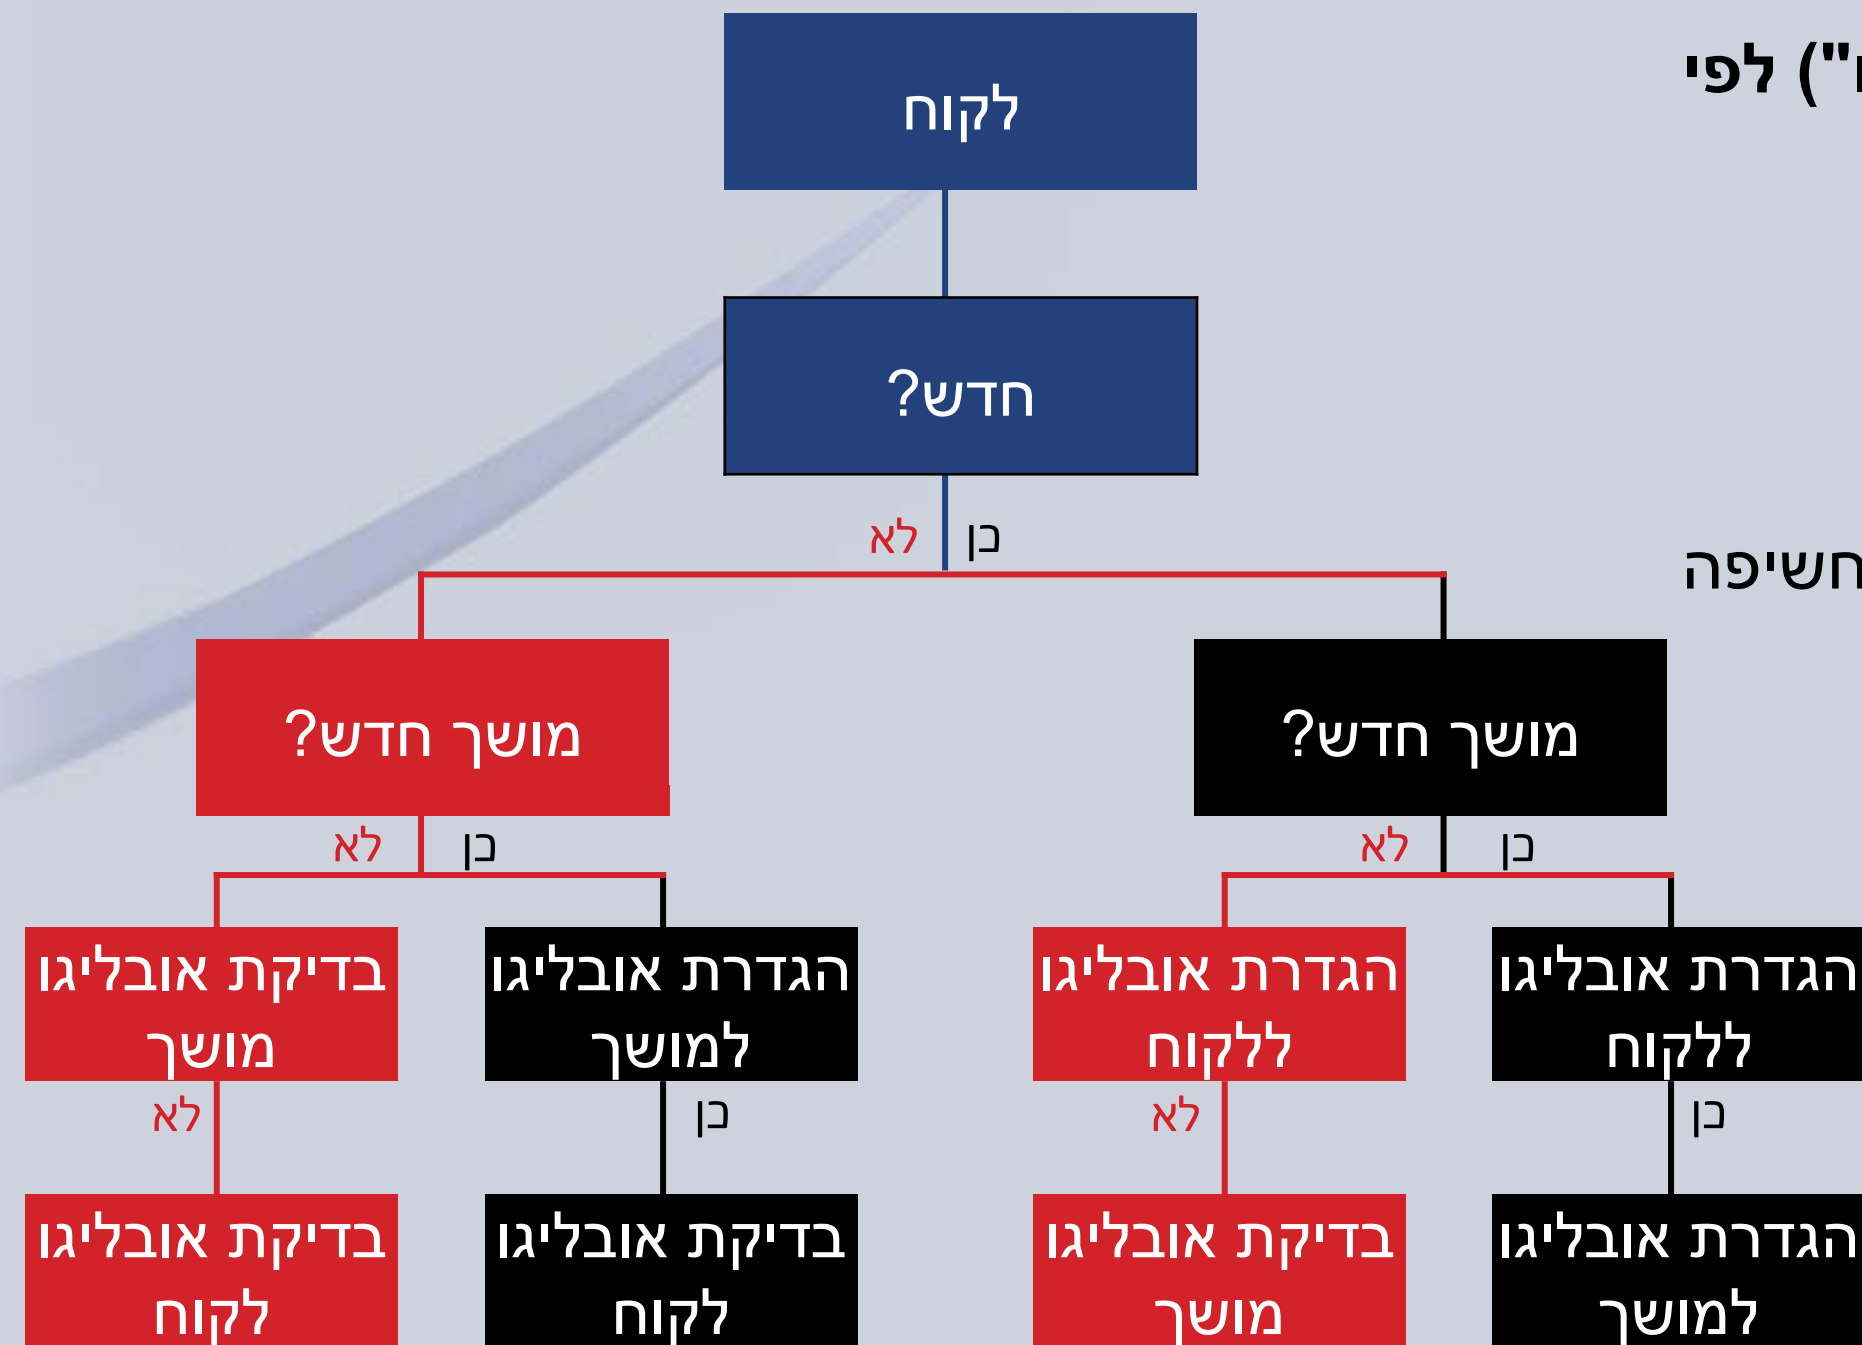 לקוח
ו") לפי
חדש?
כן
לא
חשיפה
מושך חדש?
מושך חדש?
כן
לא
כן
לא
הגדרת אובליגו
ללקוח
הגדרת אובליגו
ללקוח
הגדרת אובליגו
למושך
בדיקת אובליגו
מושך
כן
לא
כן
לא
הגדרת אובליגו
למושך
בדיקת אובליגו
מושך
בדיקת אובליגו
לקוח
בדיקת אובליגו
לקוח